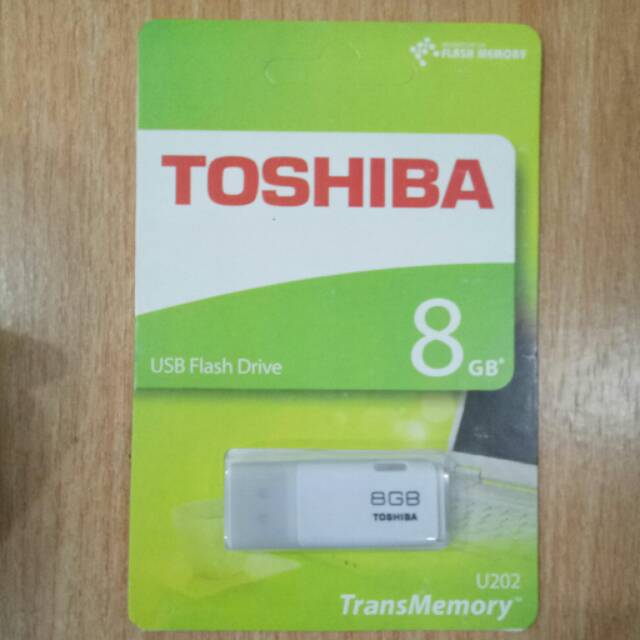 FLASH MEMORY
TOSHIBA
8 GB*
USB Flash Drive
8GB
TOSHIBA
U202
TransMemory™